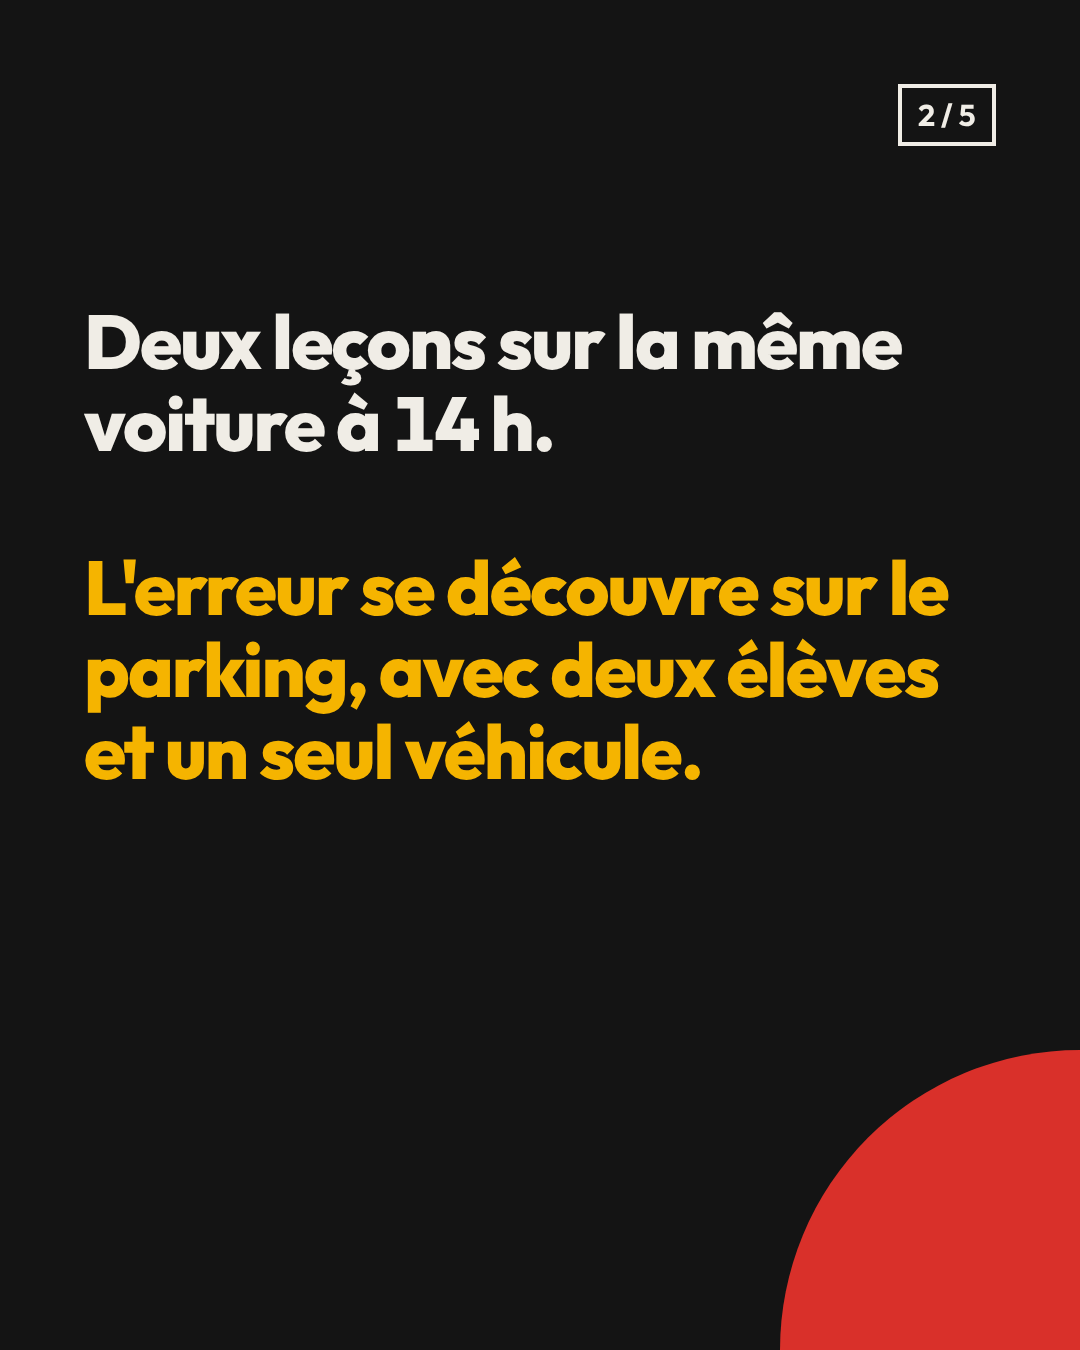 2 / 5
Deux leçons sur la même
voiture à 14 h.
L'erreur se découvre sur le
parking, avec deux élèves
et un seul véhicule.